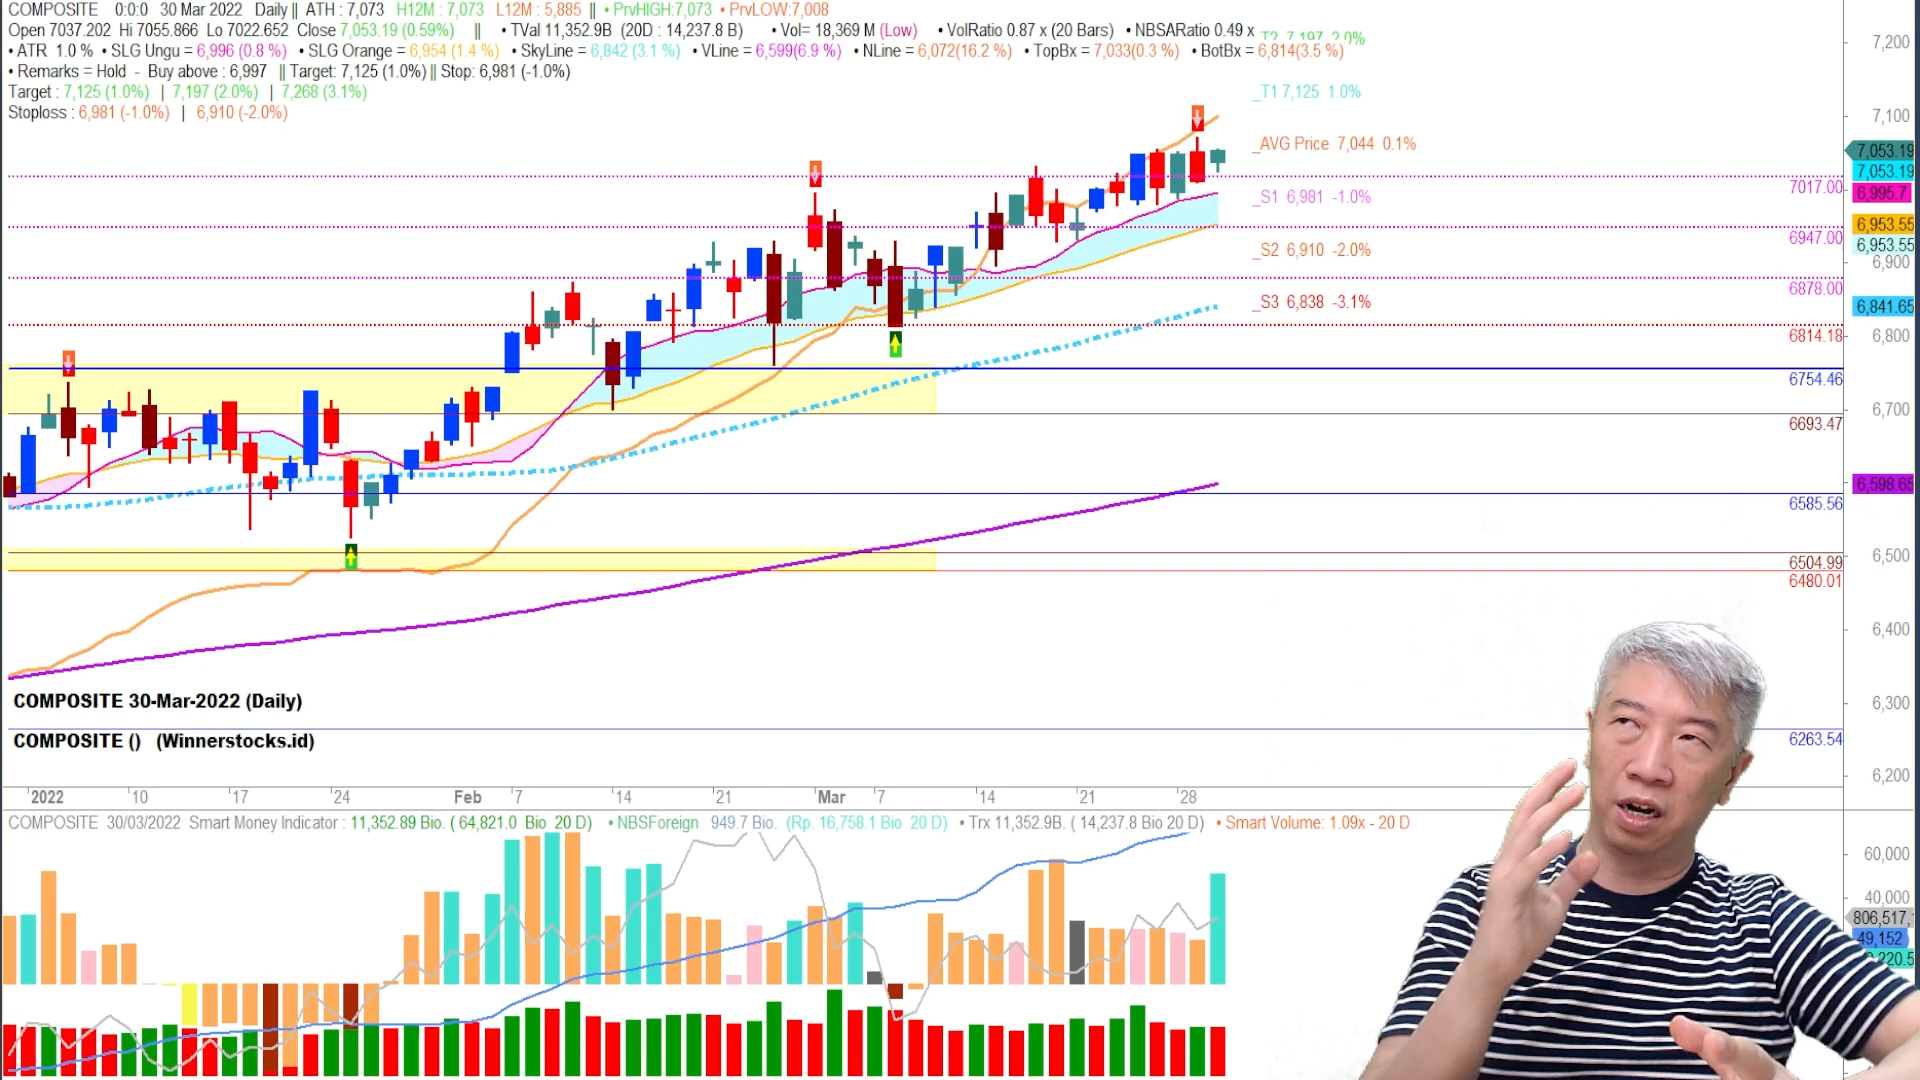 COMPOSITE 0:0:0 30 Mar 2022 Daily || ATH : 7,073 H12M : 7,073 L12M : 5,885 || • PrvHIGH:7,073 • PrvLOW:7,008
Open 7037.202 Hi 7055.866 Lo 7022.652 Close 7,053.19 (0.59%) || • TVal 11,352.9B (20D : 14,237.8 B) • Vol= 18,369 M (Low) • VolRatio 0.87 x (20 Bars) • NBSARatio 0.49 x
T2 7,197 2.0%
• ATR 1.0 % • SLG Ungu = 6,996 (0.8 %) • SLG Orange = 6,954 (1.4 %) • SkyLine = 6,842 (3.1 %) • VLine = 6,599(6.9 %) • NLine = 6,072(16.2 %) • TopBx = 7,033(0.3 %) • BotBx = 6,814(3.5 %)
• Remarks = Hold - Buy above : 6,997 || Target: 7,125 (1.0%) || Stop: 6,981 (-1.0%)
Target : 7,125 (1.0%) | 7,197 (2.0%) | 7,268 (3.1%)
Stoploss : 6,981 (-1.0%) | 6,910 (-2.0%)
_T1 7,125 1.0%
_AVG Price 7,044 0.1%
_S1 6,981 -1.0%
_S2 6,910 -2.0%
_S3 6,838 -3.1%
7,200
7,100
7,053.19
7,053.19
7017.00
6,995.7
6,953.55
6947.00
6,953.55
6,900
6878.00
6,841.65
6814.18
6,800
6754.46
6,700
6693.47
6,598.65
6585.56
6,500
6504.99
6480.01
6,400
6,300
6263.54
6,200
COMPOSITE 30-Mar-2022 (Daily)
COMPOSITE () (Winnerstocks.id)
2022 10 17 24 Feb 7 14 21 Mar 7 14 21 28
COMPOSITE 30/03/2022 Smart Money Indicator : 11,352.89 Bio. ( 64,821.0 Bio 20 D) • NBSForeign 949.7 Bio. (Rp. 16,758.1 Bio 20 D) • Trx 11,352.9B. ( 14,237.8 Bio 20 D) • Smart Volume: 1.09x - 20 D
60,000
40,000
806,517.
49,152